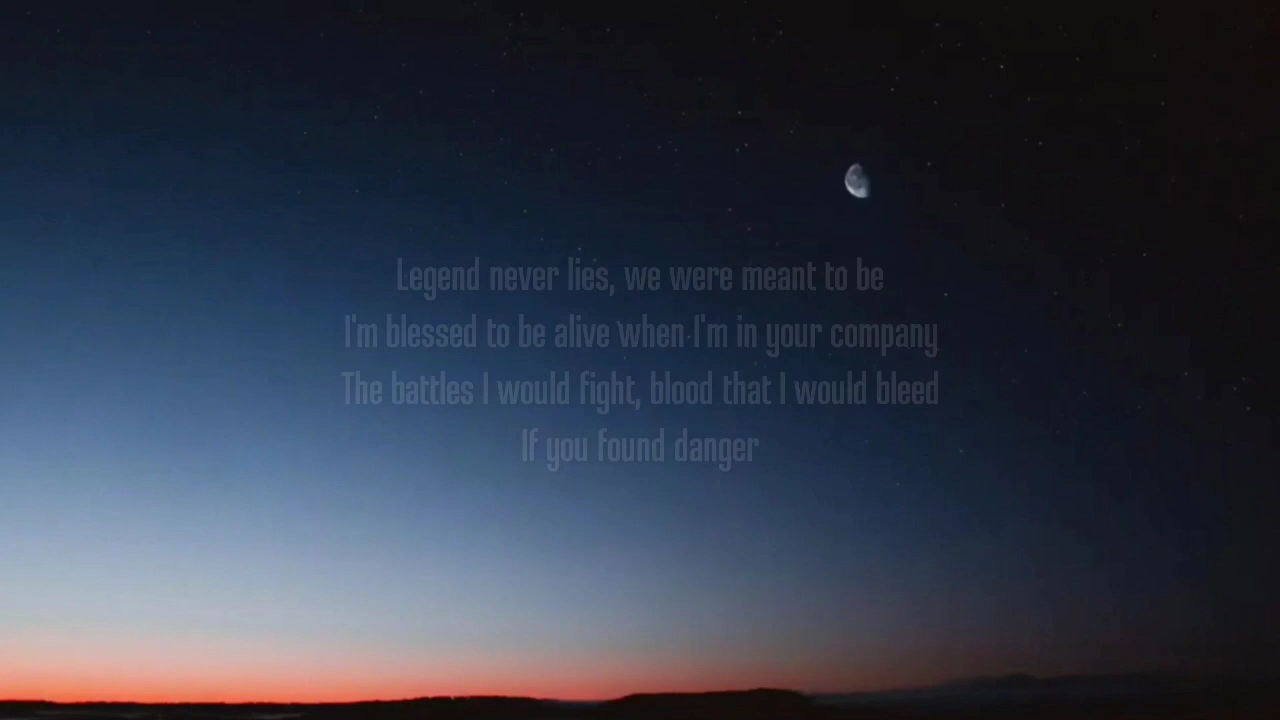 Legend never lies, we were meant to be
I'm blessed to be alive when I'm in your company
The battles I would fight, blood that I would bleed
If you found danger